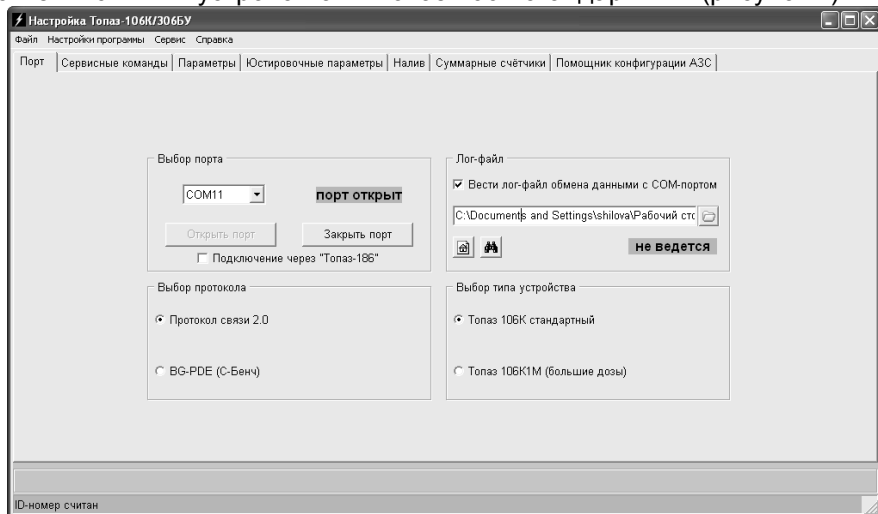 Настройка Топаз-106К/306БУ
Файл Настройки программы Сервис Справка
Порт Сервисные команды Параметры Юстировочные параметры Налив Суммарные счётчики Помощник конфигурации АЗС
Выбор порта
COM11
порт открыт
Открыть порт
Закрыть порт
Подключение через "Топаз-186"
Лог-файл
Вести лог-файл обмена данными с COM-портом
C:\Documents and Settings\shilova\Рабочий стс
не ведется
Выбор протокола
Протокол связи 2.0
BG-PDE (С-Бенч)
Выбор типа устройства
Топаз 106К стандартный
Топаз 106К1М (большие дозы)
ID-номер считан